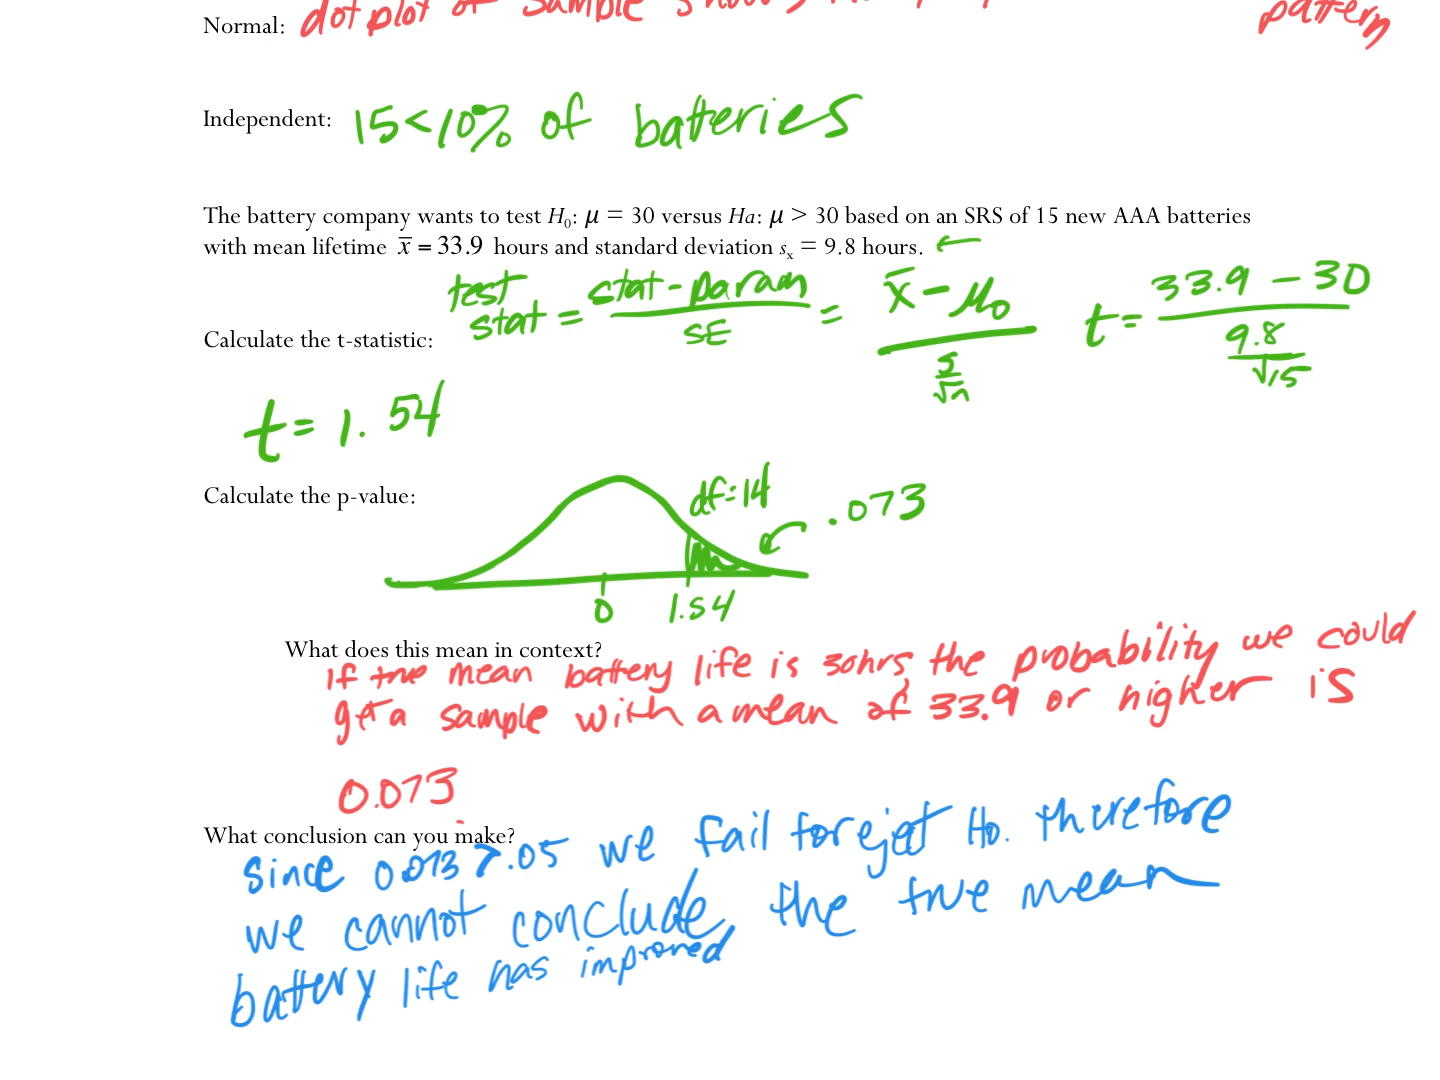 Normal: dot plot of sample pattern
Independent: 15 < 10% of batteries
The battery company wants to test H₀: μ = 30 versus Ha: μ > 30 based on an SRS of 15 new AAA batteries
with mean lifetime x̄ = 33.9 hours and standard deviation sₓ = 9.8 hours. ←
Calculate the t-statistic: test stat = stat - param / SE = x̄ - μ₀ / s/√n t = 33.9 - 30 / 9.8/√15
t = 1.54
Calculate the p-value: df=14 .073
0 1.54
What does this mean in context?
if true mean battery life is 30hrs, the probability we could
get a sample with a mean of 33.9 or higher is
0.073
What conclusion can you make?
Since 0.073 > .05 we fail to reject H0. Therefore
we cannot conclude the true mean
battery life has improved